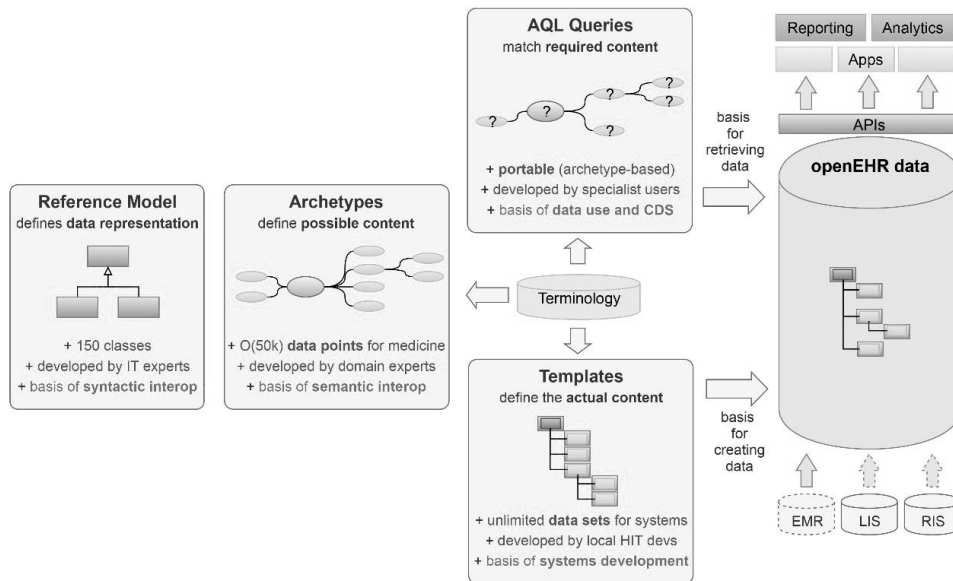 Reference Model
defines data representation
+ 150 classes
+ developed by IT experts
+ basis of syntactic interop
Archetypes
define possible content
+ O(50k) data points for medicine
+ developed by domain experts
+ basis of semantic interop
AQL Queries
match required content
?
?
?
?
?
?
+ portable (archetype-based)
+ developed by specialist users
+ basis of data use and CDS
Terminology
Templates
define the actual content
+ unlimited data sets for systems
+ developed by local HIT devs
+ basis of systems development
basis
for
retrieving
data
basis
for
creating
data
Reporting
Analytics
Apps
APIs
openEHR data
EMR
LIS
RIS